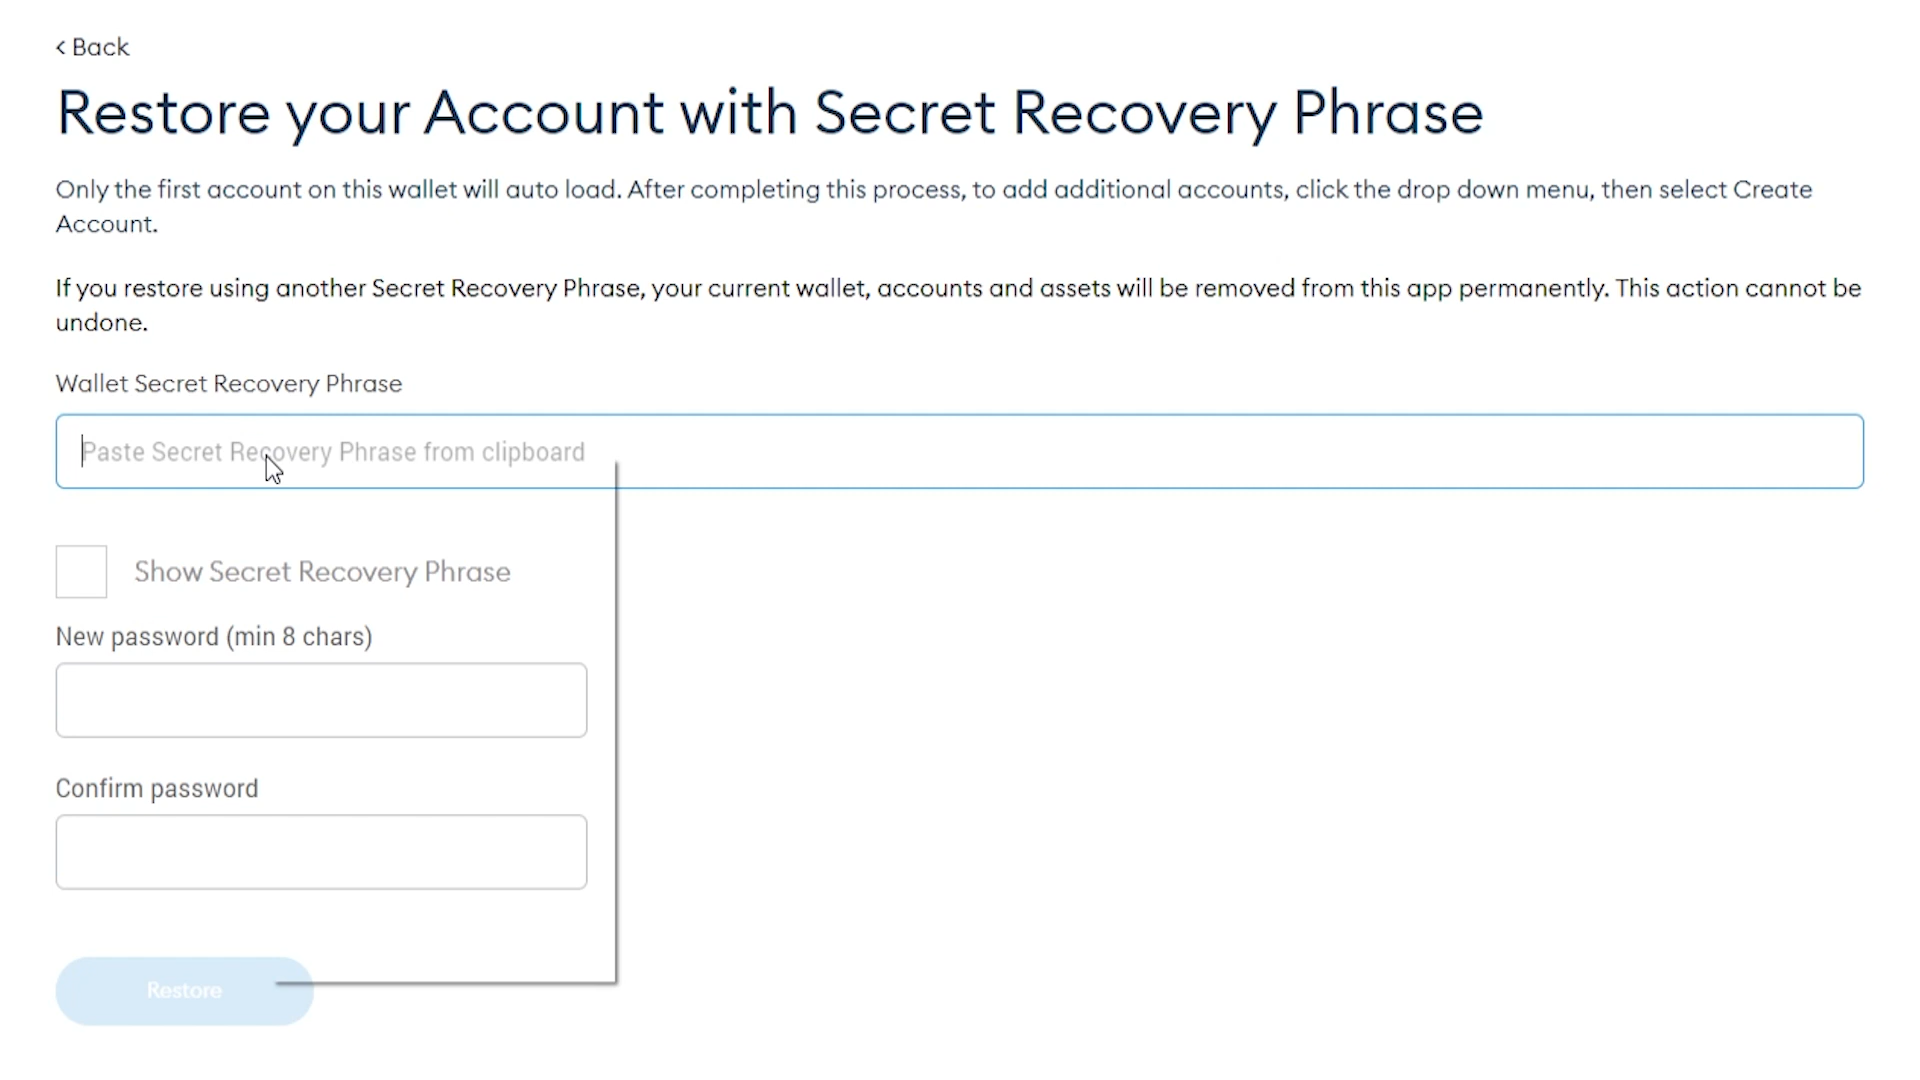 < Back
Restore your Account with Secret Recovery Phrase
Only the first account on this wallet will auto load. After completing this process, to add additional accounts, click the drop down menu, then select Create
Account.
If you restore using another Secret Recovery Phrase, your current wallet, accounts and assets will be removed from this app permanently. This action cannot be
undone.
Wallet Secret Recovery Phrase
Paste Secret Recovery Phrase from clipboard
Show Secret Recovery Phrase
New password (min 8 chars)
Confirm password
Restore